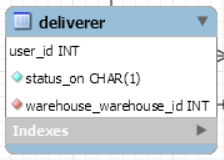 deliverer
user_id INT
status_on CHAR(1)
warehouse_warehouse_id INT
Indexes